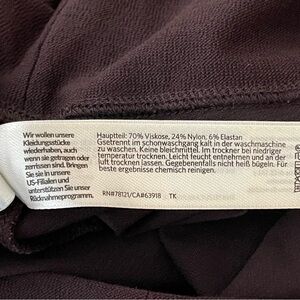 Wir wollen unsere
Kleidungsstücke
wiederhaben, auch
wenn sie getragen oder
zerrissen sind. Bringen
Sie sie in unsere
US-Filialen und
unterstützen Sie unser
Rücknahmeprogramm.
Hauptteil: 70% Viskose, 24% Nylon, 6% Elastan
Gsetrennt im schonwaschgang kalt in der waschmaschine
zu waschen. Keine bleichmittel. Im trockner bei niedriger
temperatur trocknen. Leicht feucht entnehmen und an der
luft trocknen lassen. Gegebenenfalls nicht heiß bügeln. Für
beste ergebnisse chemisch reinigen.
RN#78121/CA#63918 TK